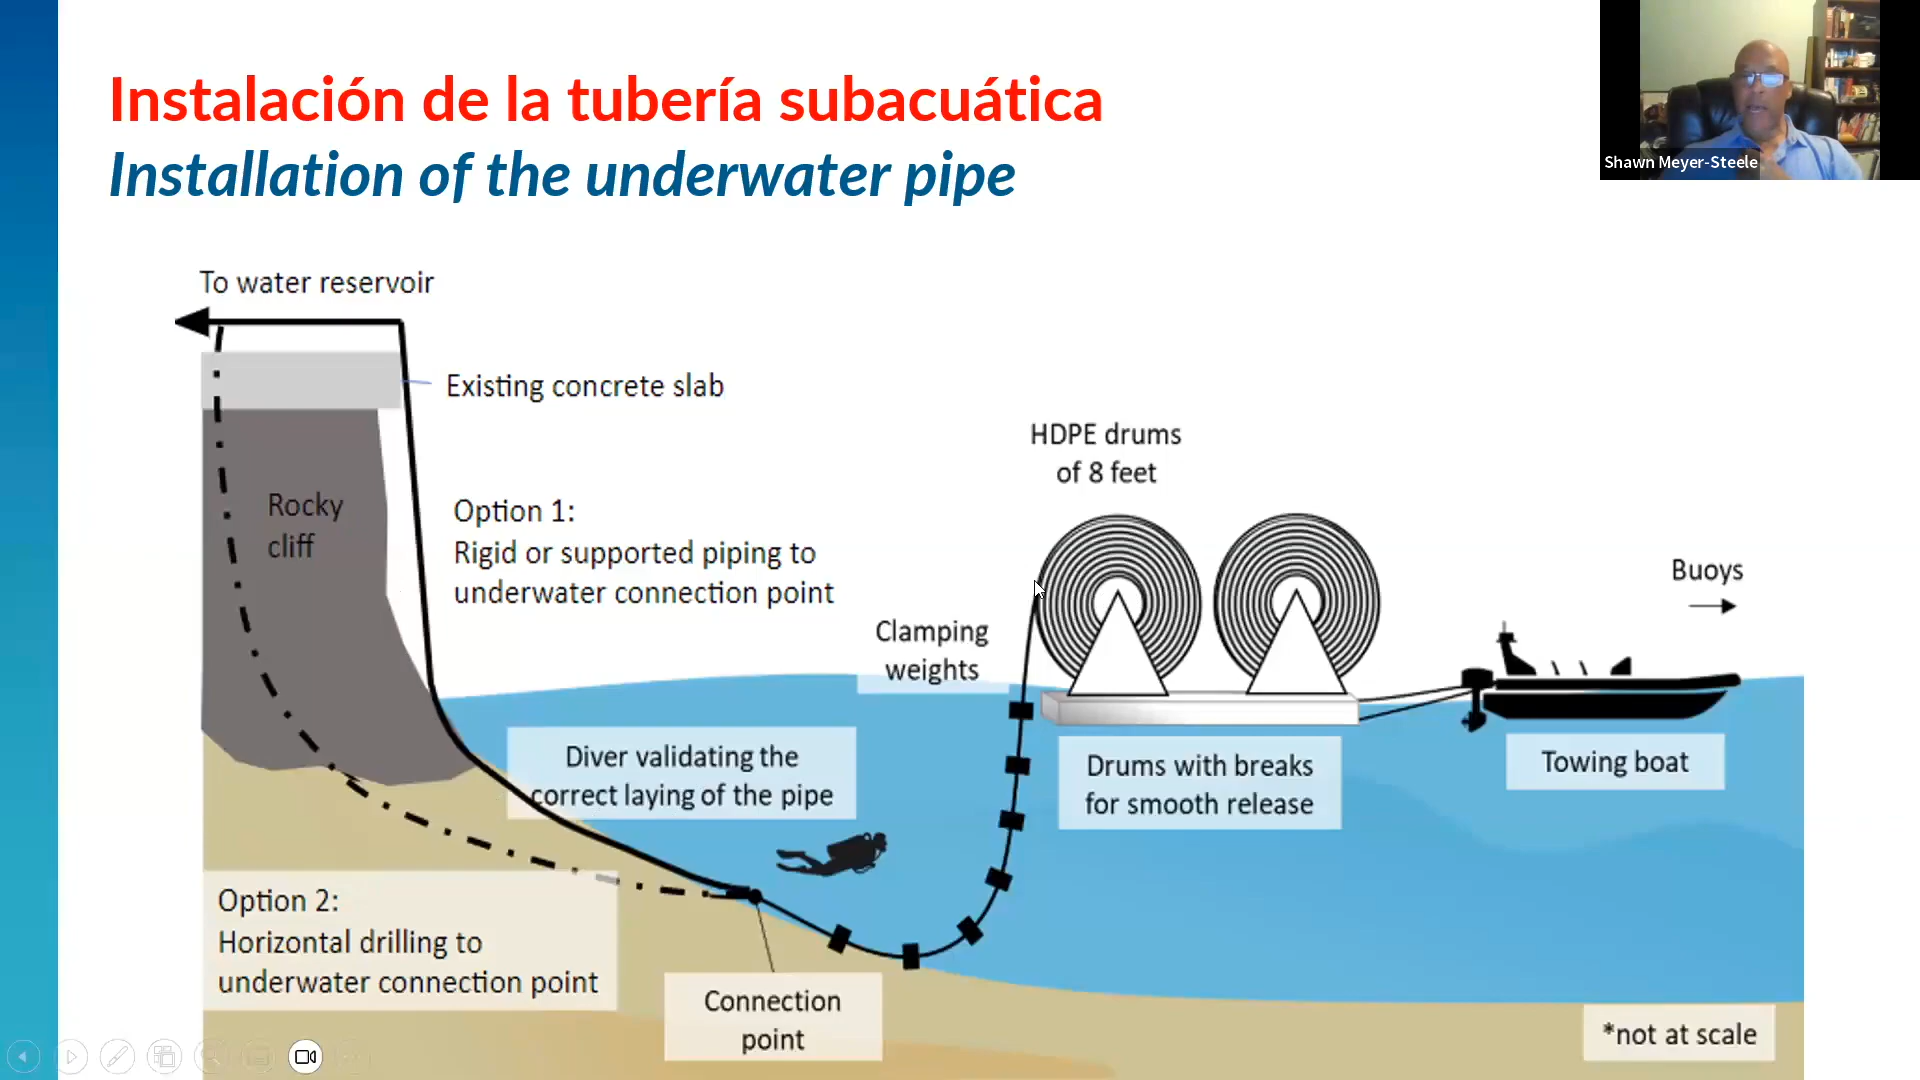 Instalación de la tubería subacuática
Installation of the underwater pipe
Shawn Meyer-Steele
To water reservoir
Existing concrete slab
Rocky
cliff
Option 1:
Rigid or supported piping to
underwater connection point
HDPE drums
of 8 feet
Clamping
weights
Buoys
Diver validating the
correct laying of the pipe
Drums with breaks
for smooth release
Towing boat
Option 2:
Horizontal drilling to
underwater connection point
Connection
point
*not at scale